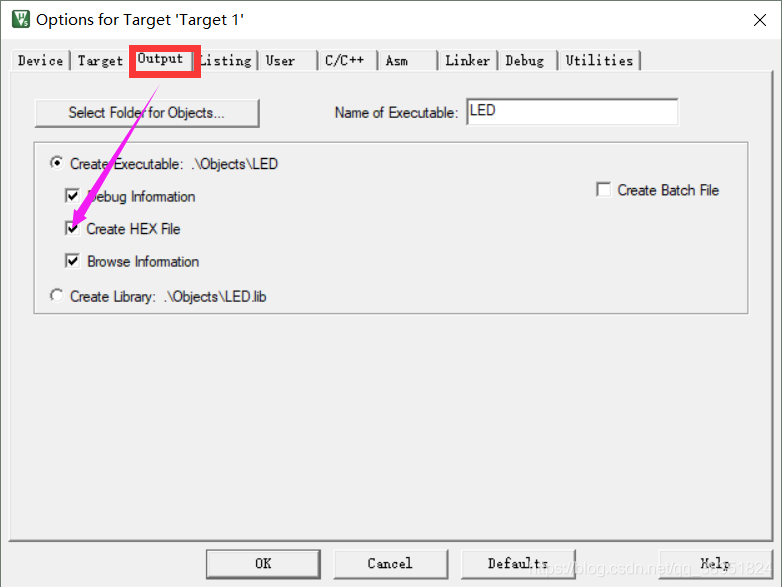 Options for Target 'Target 1'
Device Target Output Listing User C/C++ Asm Linker Debug Utilities
Select Folder for Objects... Name of Executable: LED
Create Executable: .\Objects\LED
Debug Information Create Batch File
Create HEX File
Browse Information
Create Library: .\Objects\LED.lib
OK Cancel Defaults Help